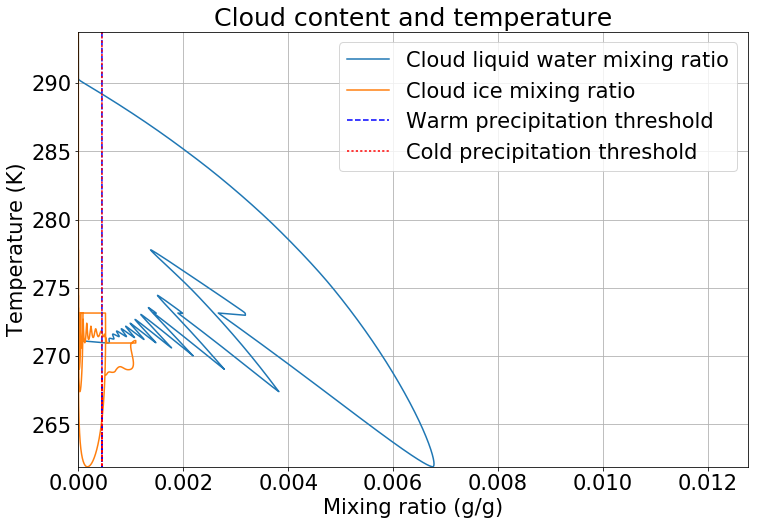 Cloud content and temperature
Cloud liquid water mixing ratio
Cloud ice mixing ratio
Warm precipitation threshold
Cold precipitation threshold
Temperature (K)
290
285
280
275
270
265
0.000 0.002 0.004 0.006 0.008 0.010 0.012
Mixing ratio (g/g)